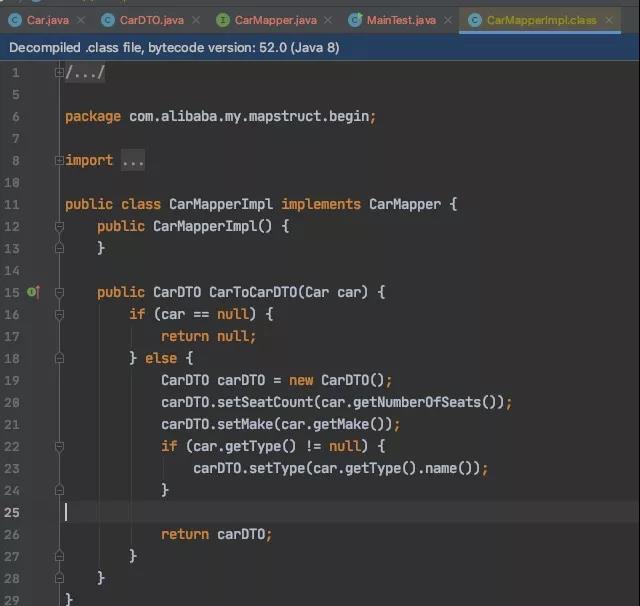 Car.java CarDTO.java CarMapper.java MainTest.java CarMapperImpl.class
Decompiled .class file, bytecode version: 52.0 (Java 8)
1 /.../
5
6 package com.alibaba.my.mapstruct.begin;
7
8 import ...
10
11 public class CarMapperImpl implements CarMapper {
12     public CarMapperImpl() {
13     }
14
15     public CarDTO CarToCarDTO(Car car) {
16         if (car == null) {
17             return null;
18         } else {
19             CarDTO carDTO = new CarDTO();
20             carDTO.setSeatCount(car.getNumberOfSeats());
21             carDTO.setMake(car.getMake());
22             if (car.getType() != null) {
23                 carDTO.setType(car.getType().name());
24             }
25
26             return carDTO;
27         }
28     }
29 }